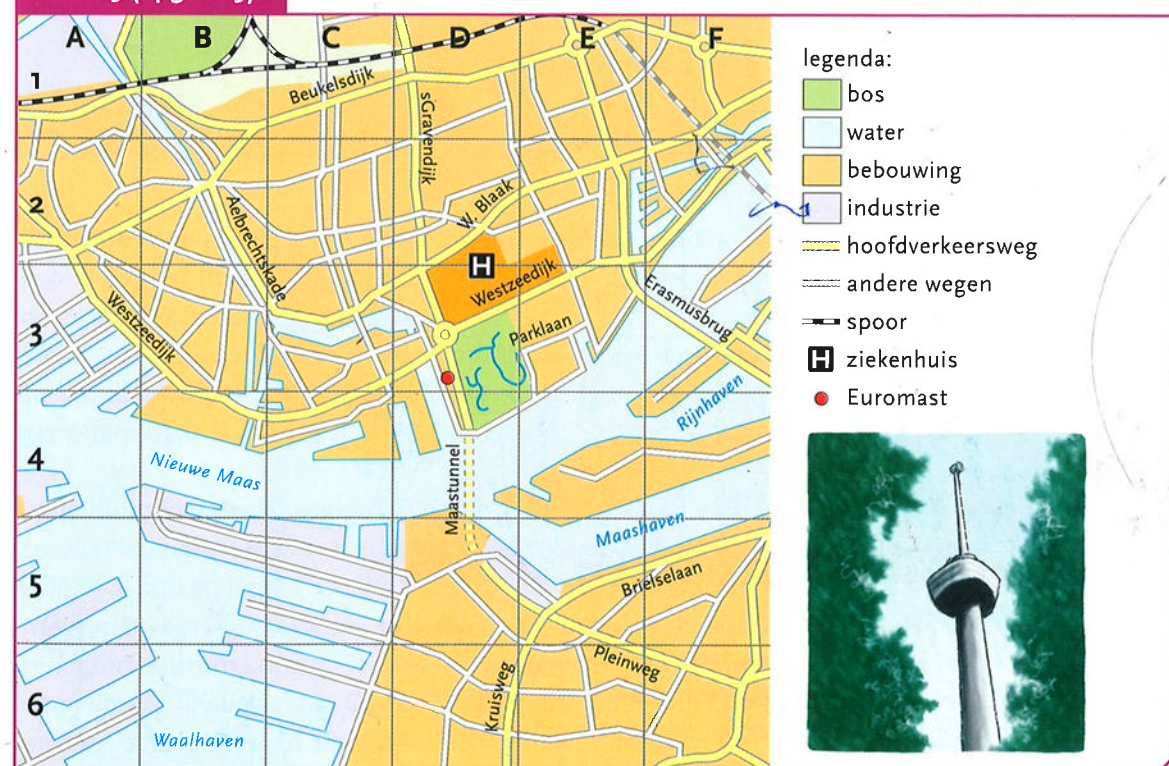 A B C D E F
1
2
3
4
5
6
Beukelsdijk
sGravendijk
W. Blaak
Aelbrechtskade
H
Westzeedijk
Westzeedijk
Parklaan
Erasmusbrug
Rijnhaven
Nieuwe Maas
Maastunnel
Maashaven
Brielselaan
Pleinweg
Kruisweg
Waalhaven
legenda:
bos
water
bebouwing
industrie
hoofdverkeersweg
andere wegen
spoor
H ziekenhuis
Euromast